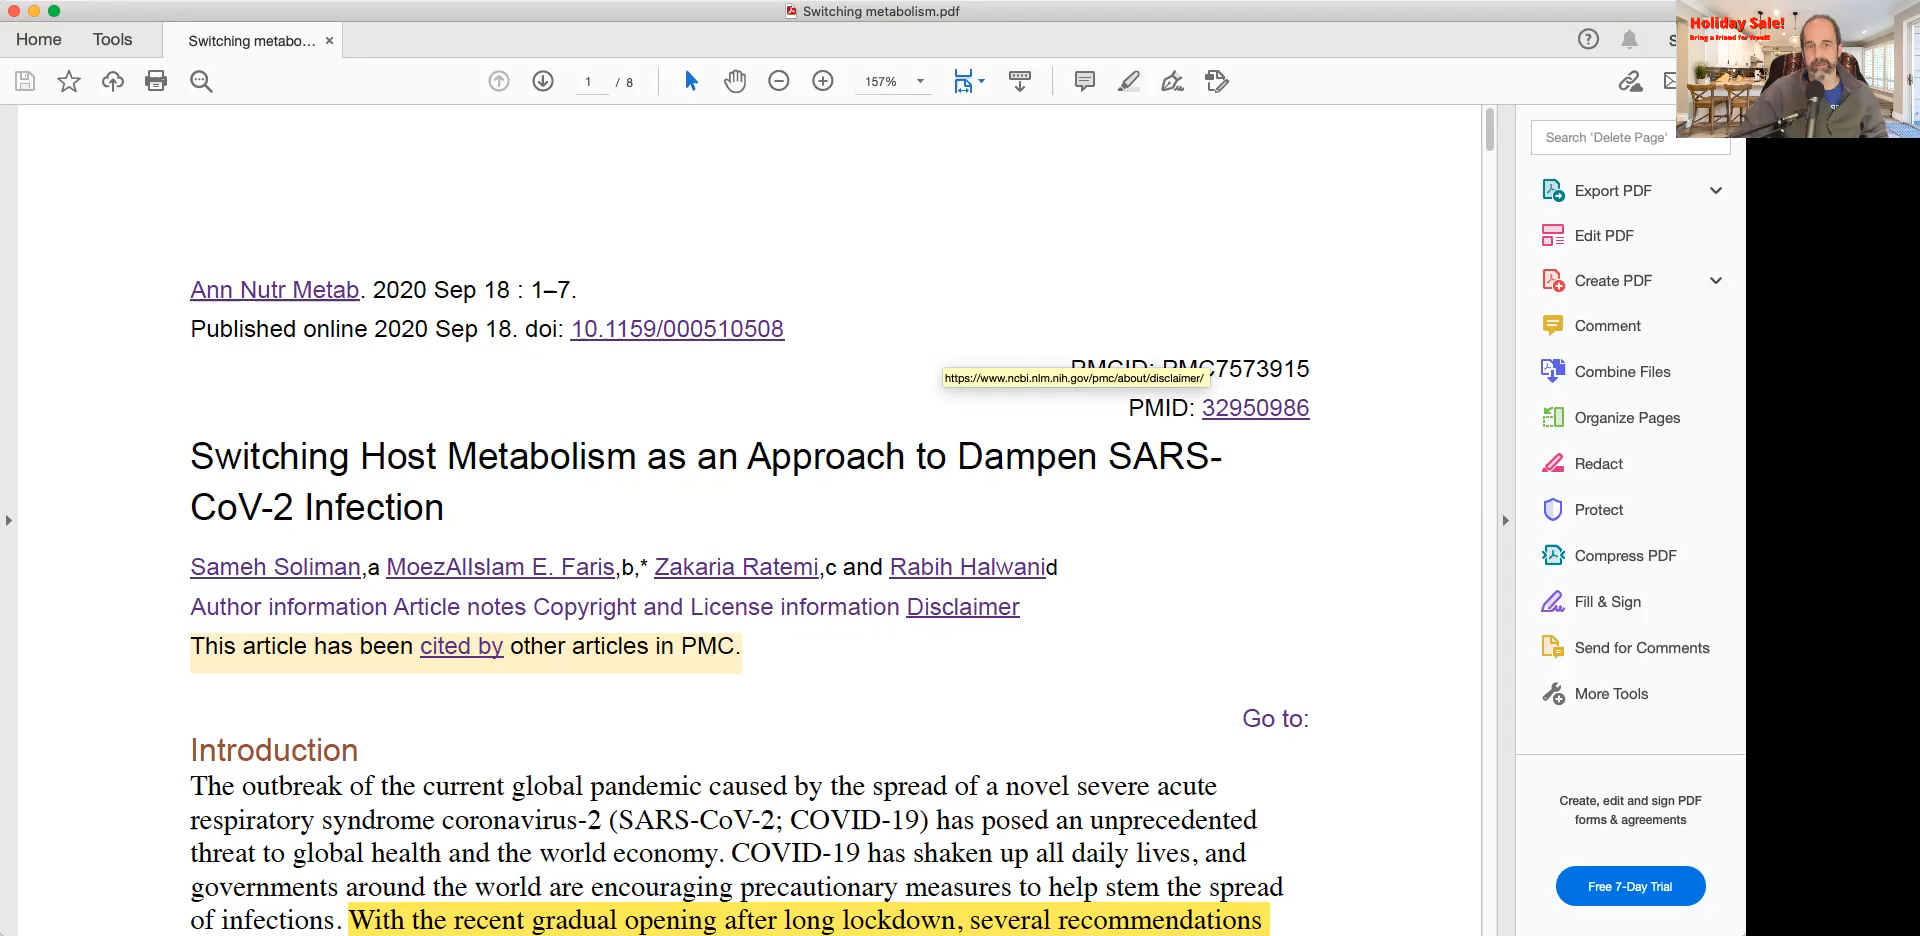 Switching metabolism.pdf
Home
Tools
Switching metabo...
×
1
/ 8
157%
Holiday Sale!
Bring a friend for free!!!
Search 'Delete Page'
Export PDF
Edit PDF
Create PDF
Comment
Combine Files
Organize Pages
Redact
Protect
Compress PDF
Fill & Sign
Send for Comments
More Tools
Create, edit and sign PDF
forms & agreements
Free 7-Day Trial
Ann Nutr Metab. 2020 Sep 18 : 1–7.
Published online 2020 Sep 18. doi: 10.1159/000510508
PMCID: PMC7573915
https://www.ncbi.nlm.nih.gov/pmc/about/disclaimer/
PMID: 32950986
Switching Host Metabolism as an Approach to Dampen SARS-
CoV-2 Infection
Sameh Soliman,a MoezAlIslam E. Faris,b,* Zakaria Ratemi,c and Rabih Halwanid
Author information Article notes Copyright and License information Disclaimer
This article has been cited by other articles in PMC.
Go to:
Introduction
The outbreak of the current global pandemic caused by the spread of a novel severe acute
respiratory syndrome coronavirus-2 (SARS-CoV-2; COVID-19) has posed an unprecedented
threat to global health and the world economy. COVID-19 has shaken up all daily lives, and
governments around the world are encouraging precautionary measures to help stem the spread
of infections. With the recent gradual opening after long lockdown, several recommendations